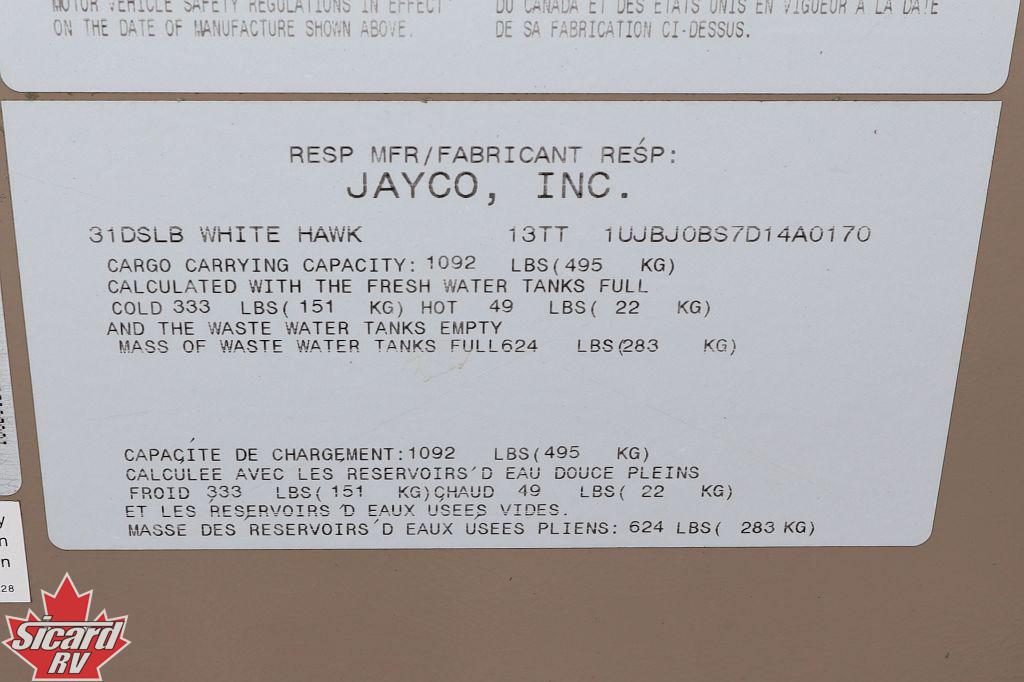 MOTOR VEHICLE SAFETY REGULATIONS IN EFFECT
ON THE DATE OF MANUFACTURE SHOWN ABOVE.
DU CANADA ET DES ETATS UNIS EN VIGUEUR A LA DATE
DE SA FABRICATION CI-DESSUS.
RESP MFR/FABRICANT RESP:
JAYCO, INC.
31DSLB WHITE HAWK 13TT 1UJBJ0BS7D14A0170
CARGO CARRYING CAPACITY: 1092 LBS(495 KG)
CALCULATED WITH THE FRESH WATER TANKS FULL
COLD 333 LBS( 151 KG) HOT 49 LBS( 22 KG)
AND THE WASTE WATER TANKS EMPTY
MASS OF WASTE WATER TANKS FULL624 LBS(283 KG)
CAPAÇITE DE CHARGEMENT:1092 LBS(495 KG)
CALCULEE AVEC LES RESERVOIRS'D EAU DOUCE PLEINS
FROID 333 LBS( 151 KG)CHAUD 49 LBS( 22 KG)
ET LES RESERVOIRS'D EAUX USEES VIDES.
MASSE DES RESERVOIRS'D EAUX USEES PLIENS: 624 LBS( 283 KG)
y
n
n
28
Sicard
RV